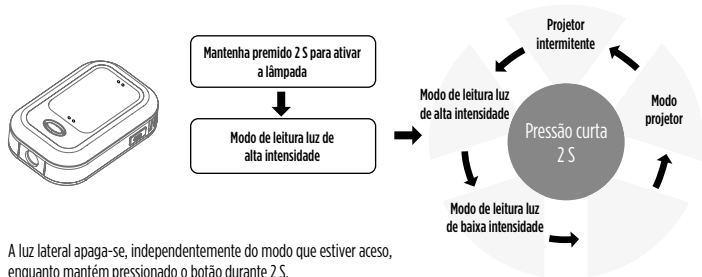 Mantenha premido 2 S para ativar
a lâmpada
Modo de leitura luz de
alta intensidade
Projetor
intermitente
Modo de leitura luz
de alta intensidade
Modo
projetor
Pressão curta
2 S
Modo de leitura luz
de baixa intensidade
A luz lateral apaga-se, independentemente do modo que estiver aceso,
enquanto mantém pressionado o botão durante 2 S.